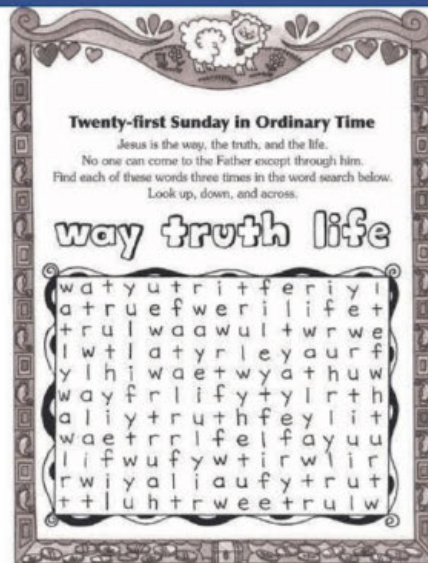 Twenty-first Sunday in Ordinary Time
Jesus is the way, the truth, and the life.
No one can come to the Father except through him.
Find each of these words three times in the word search below.
Look up, down, and across.
way truth life
w a t y u t r i t f e r i y l
a t r u e f w e r i l i f e t
t r u l w a a w u l t w r w e
l w t l a t y r l e y a u r f
y l h i w a e t w y a t h u w
w a y f r l i f y t y l r t h
a l i y t r u t h f e y l i t
w a e t r r l f e l f a y u u
l i f w u f y w t i r w l i r
r w i y a l i a u f y t r u t
t t l u h t r w e e t r u l w